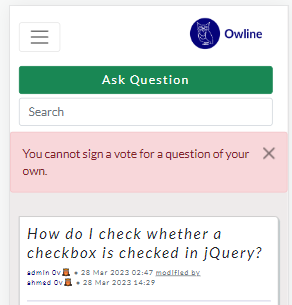 Owline
Ask Question
Search
You cannot sign a vote for a question of your
own.
How do I check whether a
checkbox is checked in jQuery?
admin 0v • 28 Mar 2023 02:47 modified by
ahmed 0v • 28 Mar 2023 14:29